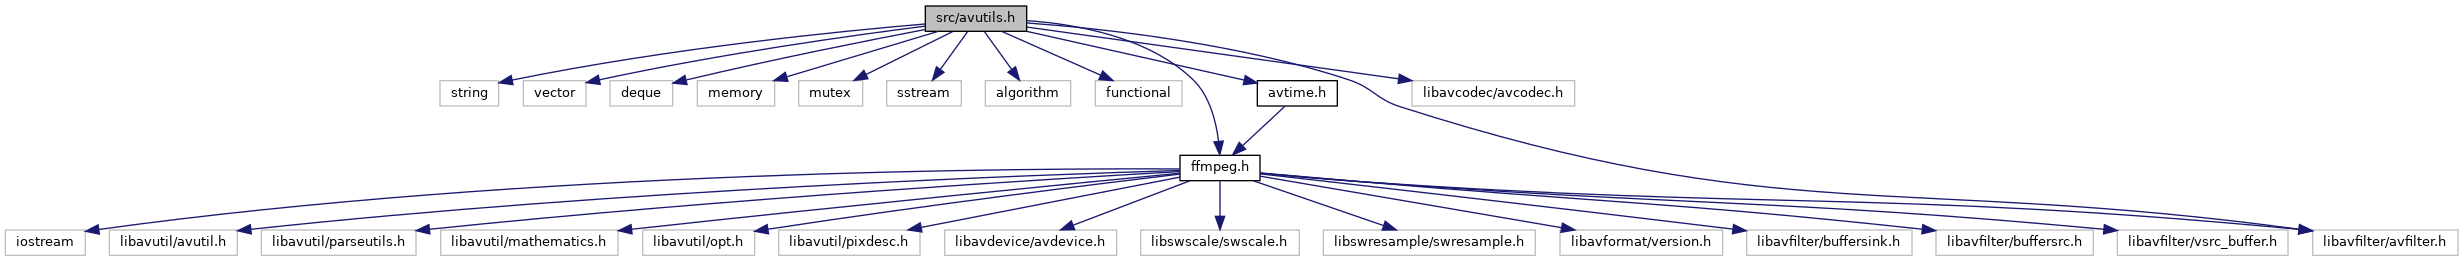 src/avutils.h
string
vector
deque
memory
mutex
sstream
algorithm
functional
avtime.h
libavcodec/avcodec.h
ffmpeg.h
iostream
libavutil/avutil.h
libavutil/parseutils.h
libavutil/mathematics.h
libavutil/opt.h
libavutil/pixdesc.h
libavdevice/avdevice.h
libswscale/swscale.h
libswresample/swresample.h
libavformat/version.h
libavfilter/buffersink.h
libavfilter/buffersrc.h
libavfilter/vsrc_buffer.h
libavfilter/avfilter.h